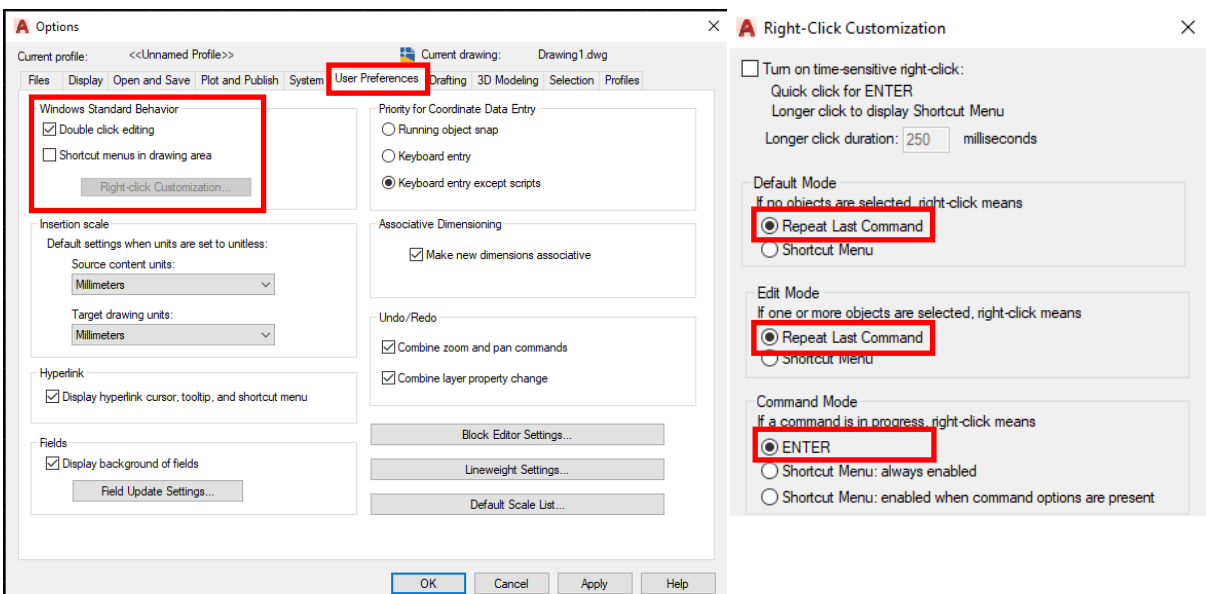 A Options
Current profile: <<Unnamed Profile>> Current drawing: Drawing1.dwg
Files Display Open and Save Plot and Publish System User Preferences Drafting 3D Modeling Selection Profiles
Windows Standard Behavior
Double click editing
Shortcut menus in drawing area
Right-click Customization...
Insertion scale
Default settings when units are set to unitless:
Source content units:
Millimeters
Target drawing units:
Millimeters
Hyperlink
Display hyperlink cursor, tooltip, and shortcut menu
Fields
Display background of fields
Field Update Settings...
Priority for Coordinate Data Entry
Running object snap
Keyboard entry
Keyboard entry except scripts
Associative Dimensioning
Make new dimensions associative
Undo/Redo
Combine zoom and pan commands
Combine layer property change
Block Editor Settings...
Lineweight Settings...
Default Scale List...
OK Cancel Apply Help
A Right-Click Customization
Turn on time-sensitive right-click:
Quick click for ENTER
Longer click to display Shortcut Menu
Longer click duration: 250 milliseconds
Default Mode
If no objects are selected, right-click means
Repeat Last Command
Shortcut Menu
Edit Mode
If one or more objects are selected, right-click means
Repeat Last Command
Shortcut Menu
Command Mode
If a command is in progress, right-click means
ENTER
Shortcut Menu: always enabled
Shortcut Menu: enabled when command options are present